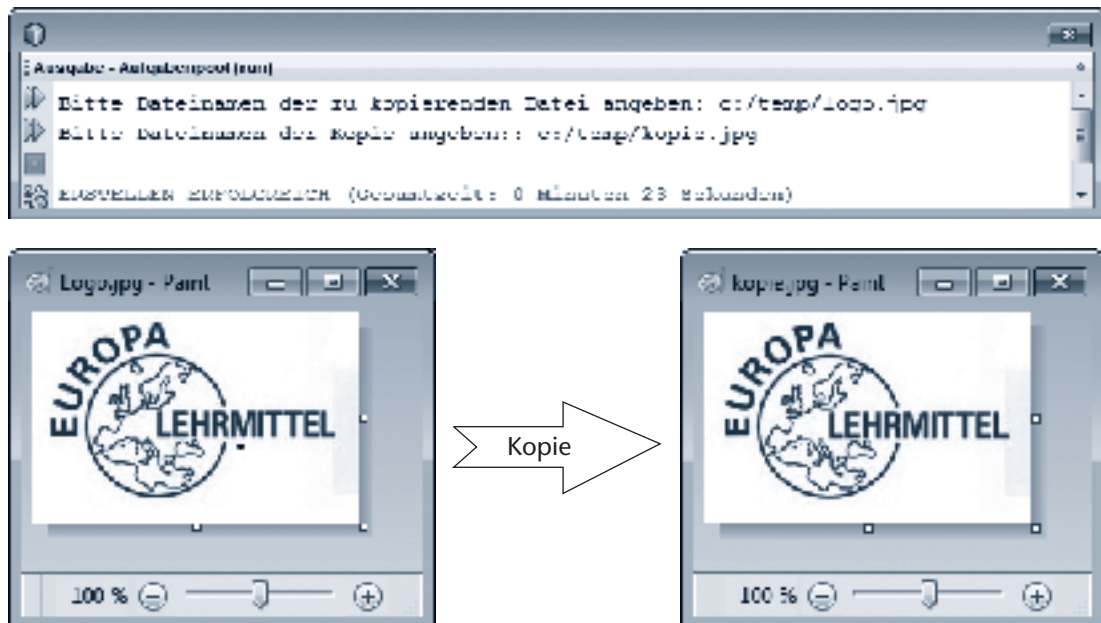 Ausgabe - Aufgabenpool (run)
Bitte Dateinamen der zu kopierenden Datei angeben: c:/temp/logo.jpg
Bitte Dateinamen der Kopie angeben:: c:/temp/kopie.jpg
ERSTELLEN ERFOLGREICH (Gesamtzeit: 0 Minuten 23 Sekunden)
Logo.jpg - Paint
kopie.jpg - Paint
EUROPA
LEHRMITTEL
Kopie
EUROPA
LEHRMITTEL
100 %
100 %